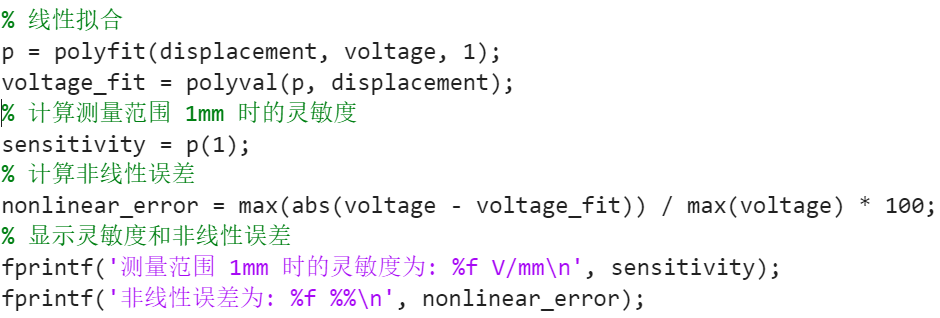 % 线性拟合
p = polyfit(displacement, voltage, 1);
voltage_fit = polyval(p, displacement);
% 计算测量范围 1mm 时的灵敏度
sensitivity = p(1);
% 计算非线性误差
nonlinear_error = max(abs(voltage - voltage_fit)) / max(voltage) * 100;
% 显示灵敏度和非线性误差
fprintf('测量范围 1mm 时的灵敏度为: %f V/mm\n', sensitivity);
fprintf('非线性误差为: %f %%\n', nonlinear_error);